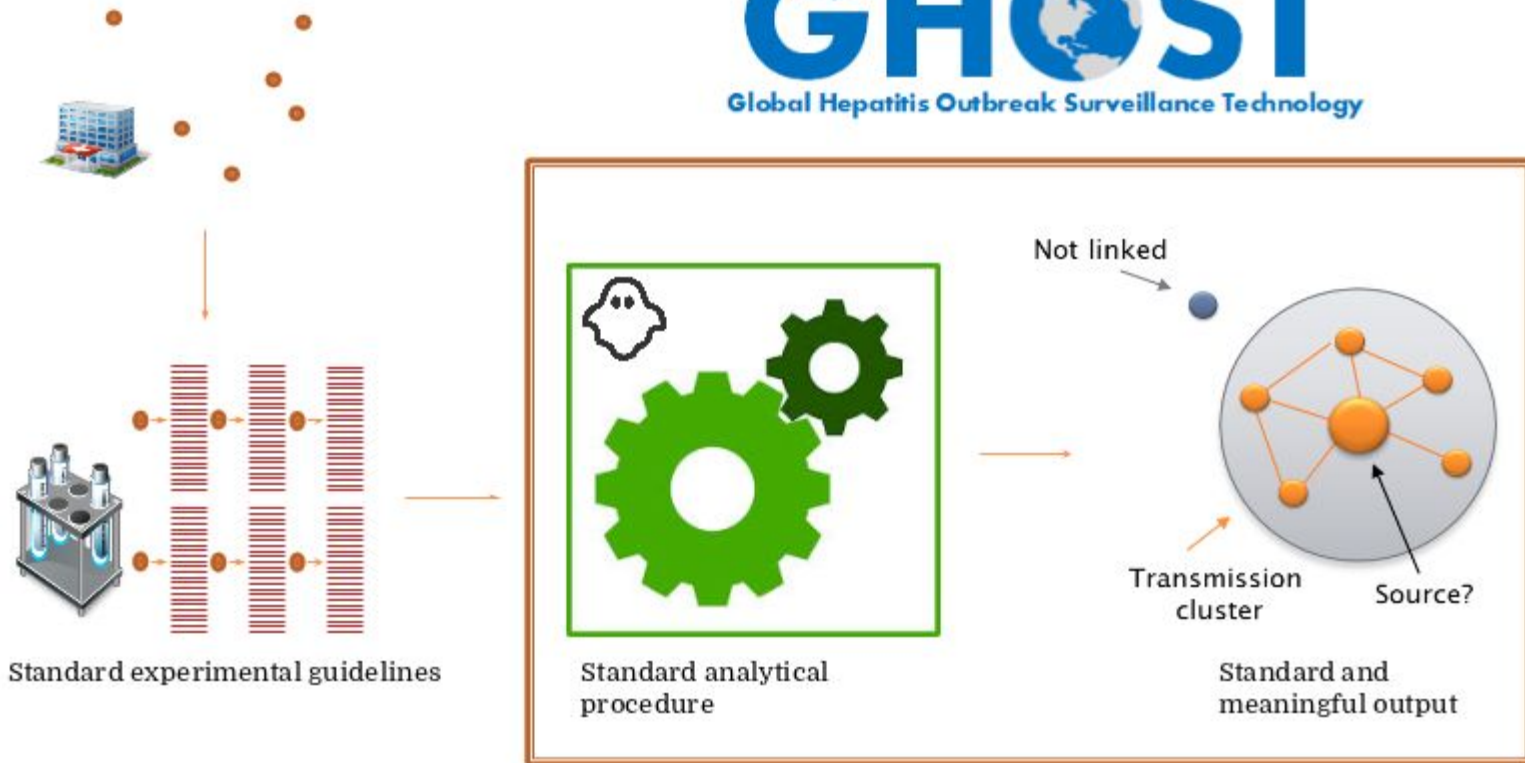 GHOST
Global Hepatitis Outbreak Surveillance Technology
Not linked
Transmission
cluster
Source?
Standard experimental guidelines
Standard analytical
procedure
Standard and
meaningful output